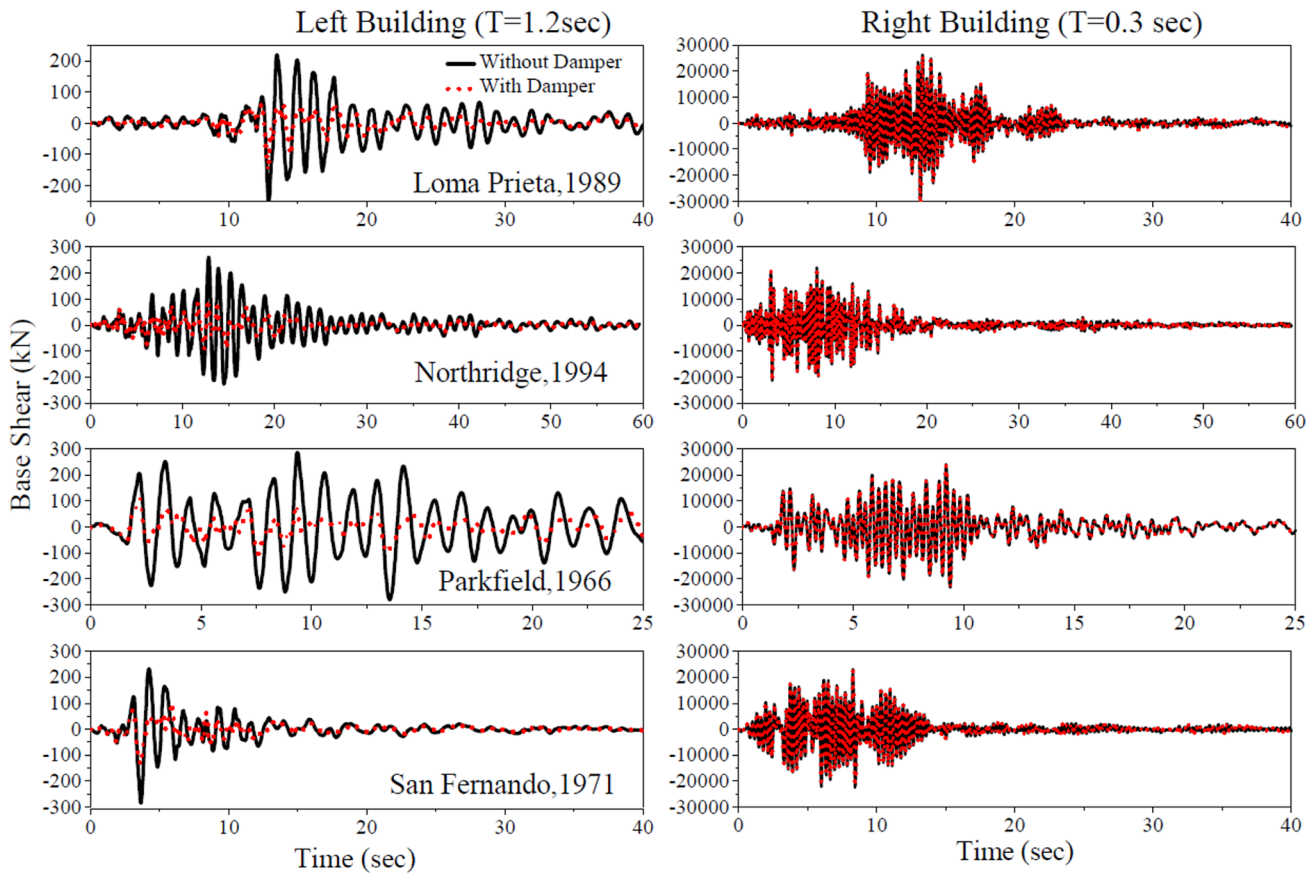 Left Building (T=1.2sec)
Right Building (T=0.3 sec)
Base Shear (kN)
200
100
0
-100
-200
Without Damper
With Damper
Loma Prieta,1989
0 10 20 30 40
30000
20000
10000
0
-10000
-20000
-30000
0 10 20 30 40
300
200
100
0
-100
-200
-300
Northridge,1994
0 10 20 30 40 50 60
30000
20000
10000
0
-10000
-20000
-30000
0 10 20 30 40 50 60
300
200
100
0
-100
-200
-300
Parkfield,1966
0 5 10 15 20 25
30000
20000
10000
0
-10000
-20000
-30000
0 5 10 15 20 25
300
200
100
0
-100
-200
-300
San Fernando,1971
0 10 20 30 40
30000
20000
10000
0
-10000
-20000
-30000
0 10 20 30 40
Time (sec)
Time (sec)